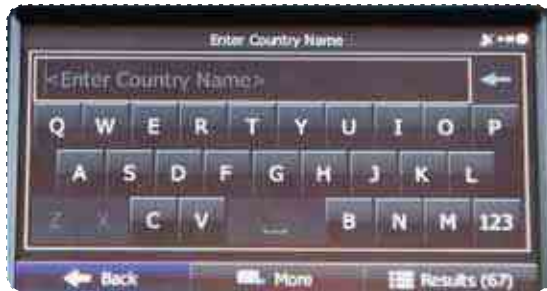 Enter Country Name
<Enter Country Name>
Q W E R T Y U I O P
A S D F G H J K L
Z X C V B N M 123
Back More Results (67)